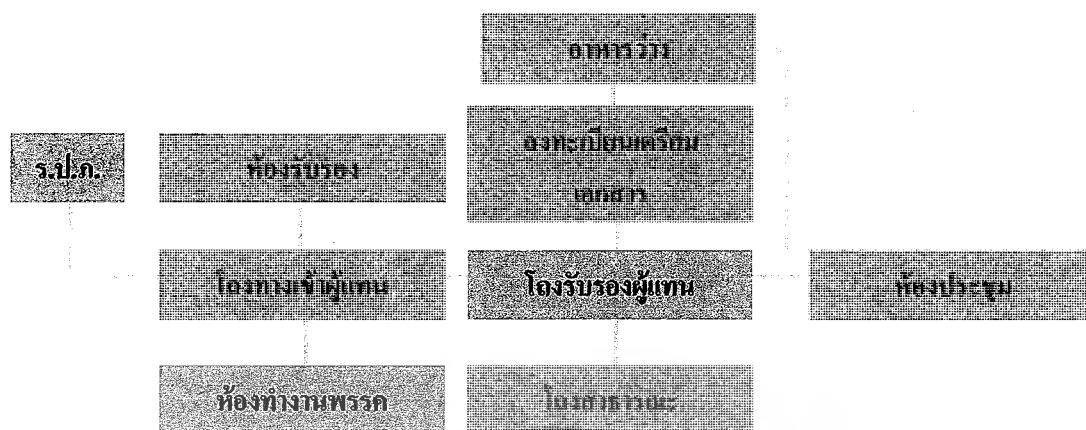 อาหารว่าง
ลงทะเบียนเตรียม
เอกสาร
ร.ป.ภ.
ห้องรับรอง
โถงทางเข้าผู้แทน
โถงรับรองผู้แทน
ห้องประชุม
ห้องทำงานพรรค
โถงสาธารณะ